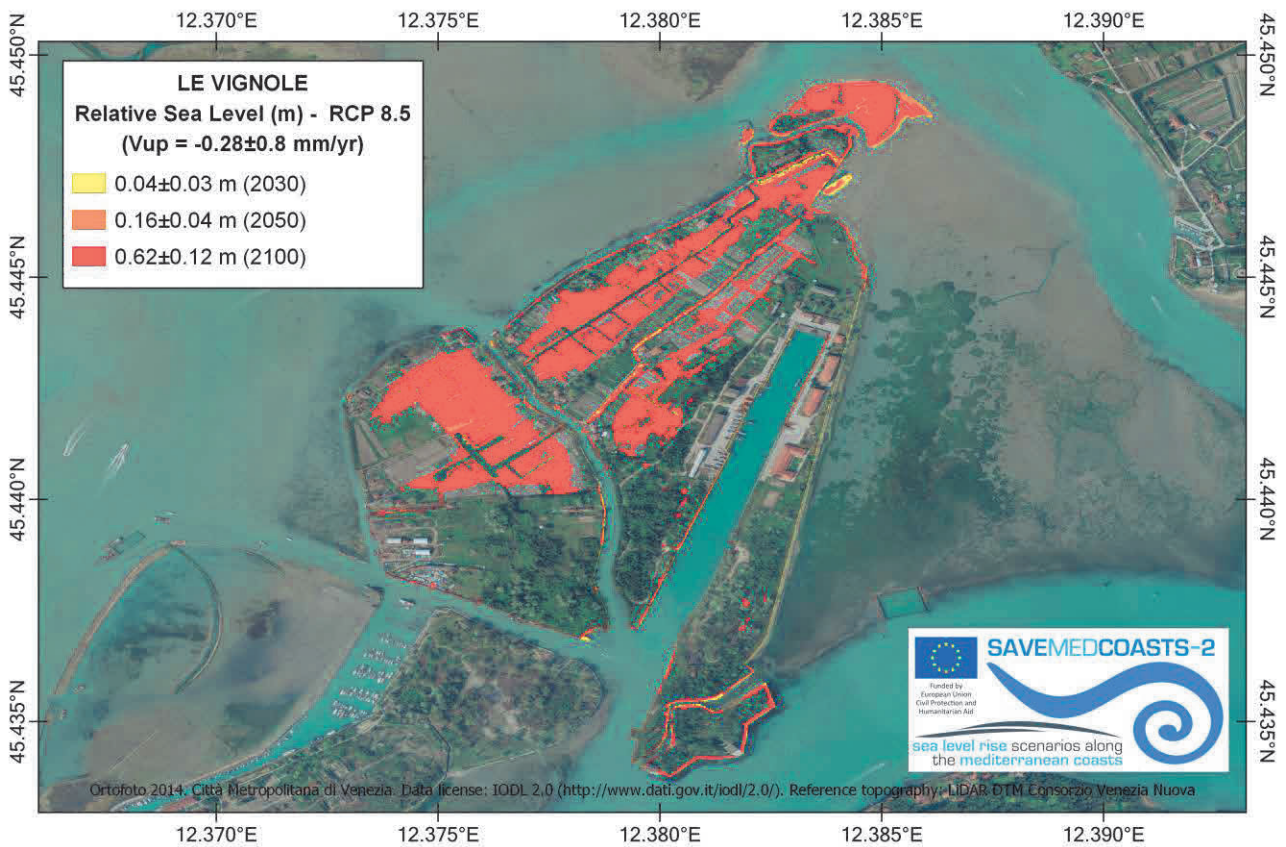 12.370°E 12.375°E 12.380°E 12.385°E 12.390°E
45.450°N 45.450°N
LE VIGNOLE
Relative Sea Level (m) - RCP 8.5
(Vup = -0.28±0.8 mm/yr)
0.04±0.03 m (2030)
0.16±0.04 m (2050)
0.62±0.12 m (2100)
45.445°N 45.445°N
45.440°N 45.440°N
45.435°N 45.435°N
SAVEMEDCOASTS-2
Funded by
European Union
Civil Protection and
Humanitarian Aid
sea level rise scenarios along
the mediterranean coasts
Ortofoto 2014. Città Metropolitana di Venezia. Data license: IODL 2.0 (http://www.dati.gov.it/iodl/2.0/). Reference topography: LiDAR DTM Consorzio Venezia Nuova
12.370°E 12.375°E 12.380°E 12.385°E 12.390°E